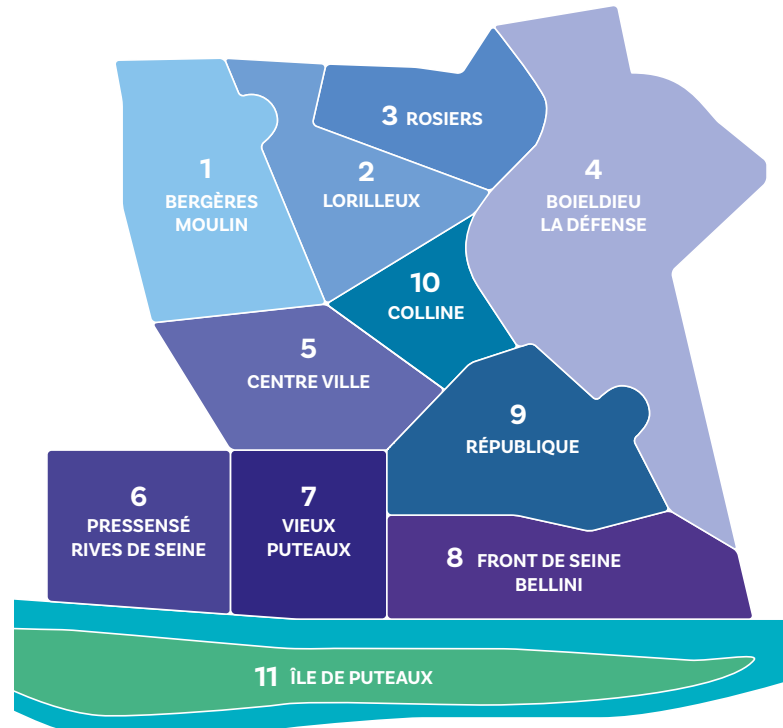 3 ROSIERS
1
BERGÈRES
MOULIN
2
LORILLEUX
4
BOIELDIEU
LA DÉFENSE
10
COLLINE
5
CENTRE VILLE
9
RÉPUBLIQUE
6
PRESSENSÉ
RIVES DE SEINE
7
VIEUX
PUTEAUX
8 FRONT DE SEINE
BELLINI
11 ÎLE DE PUTEAUX